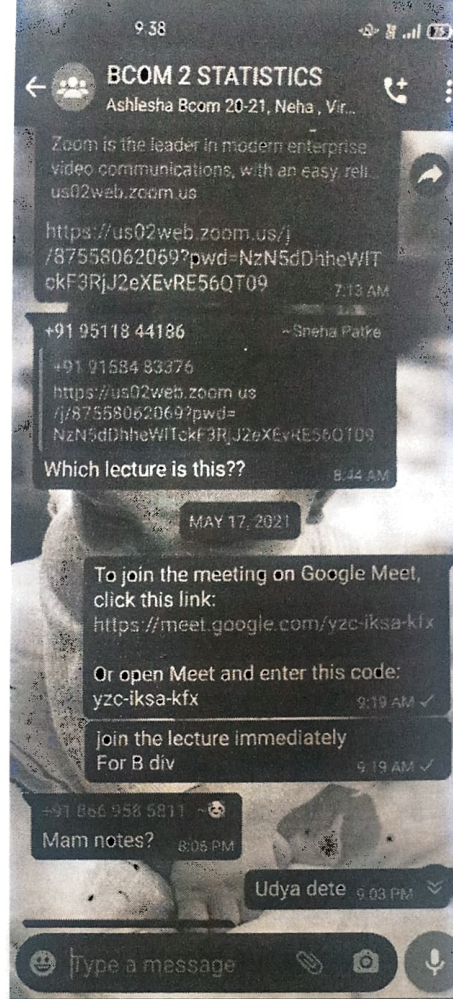 9:38
75
BCOM 2 STATISTICS
Ashlesha Bcom 20-21, Neha , Vir...
Zoom is the leader in modern enterprise
video communications, with an easy, reli...
us02web.zoom.us
https://us02web.zoom.us/j
/87558062069?pwd=NzN5dDhheWlT
ckF3RjJ2eXEvRE56QT09
7:13 AM
+91 95118 44186 ~Sneha Patke
+91 91584 83376
https://us02web.zoom us
/j/87558062069?pwd=
NzN5dDhheWlTckF3RjJ2eXEvRE56QT09
Which lecture is this??
8:44 AM
MAY 17, 2021
To join the meeting on Google Meet,
click this link:
https://meet.google.com/yzc-iksa-kfx
Or open Meet and enter this code:
yzc-iksa-kfx
9:19 AM
join the lecture immediately
For B div
9:19 AM
+91 866 958 5811 ~
Mam notes?
8:06 PM
Udya dete 9:03 PM
Type a message